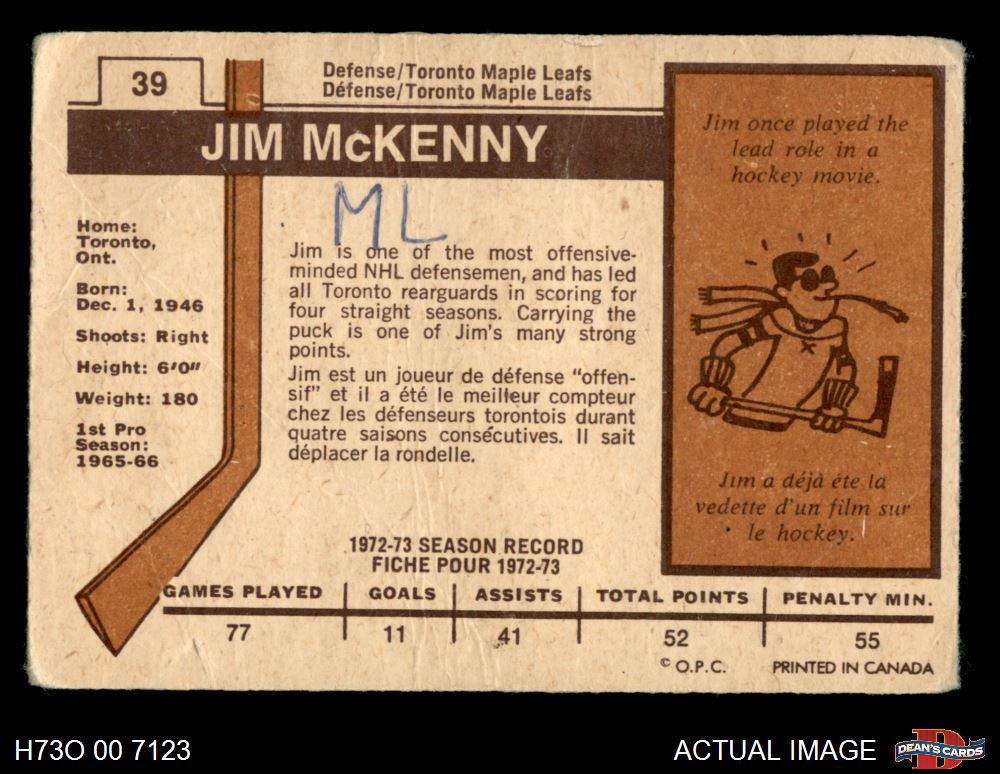 39
Defense/Toronto Maple Leafs
Défense/Toronto Maple Leafs
JIM McKENNY
ML
Home:
Toronto,
Ont.
Born:
Dec. 1, 1946
Shoots: Right
Height: 6'0"
Weight: 180
1st Pro
Season:
1965-66
Jim is one of the most offensive-
minded NHL defensemen, and has led
all Toronto rearguards in scoring for
four straight seasons. Carrying the
puck is one of Jim's many strong
points.
Jim est un joueur de défense "offen-
sif" et il a été le meilleur compteur
chez les défenseurs torontois durant
quatre saisons consécutives. Il sait
déplacer la rondelle.
Jim once played the
lead role in a
hockey movie.
Jim a déjà éte la
vedette d'un film sur
le hockey.
1972-73 SEASON RECORD
FICHE POUR 1972-73
GAMES PLAYED GOALS ASSISTS TOTAL POINTS PENALTY MIN.
77 11 41 52 55
© O.P.C. PRINTED IN CANADA
H73O 00 7123
ACTUAL IMAGE
D
DEAN'S CARDS